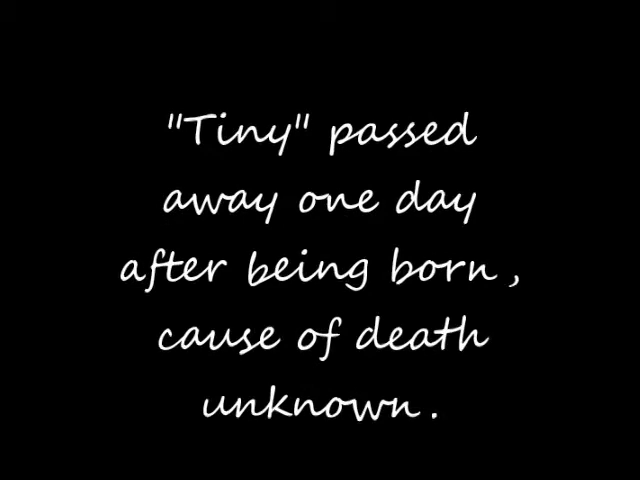 "Tiny" passed
away one day
after being born ,
cause of death
unknown .